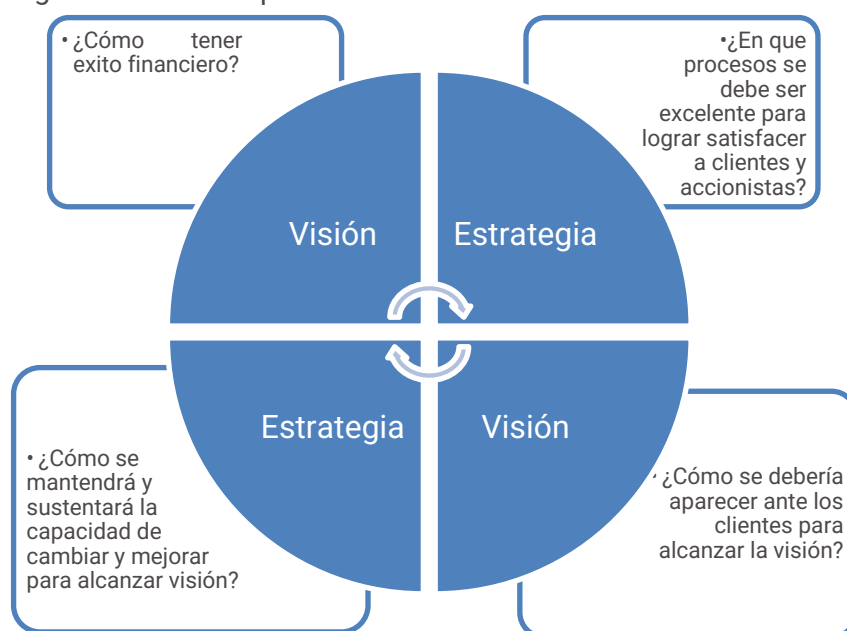 • ¿Cómo tener
exito financiero?
•¿En que
procesos se
debe ser
excelente para
lograr satisfacer
a clientes y
accionistas?
Visión
Estrategia
Estrategia
Visión
• ¿Cómo se
mantendrá y
sustentará la
capacidad de
cambiar y mejorar
para alcanzar visión?
• ¿Cómo se debería
aparecer ante los
clientes para
alcanzar la visión?